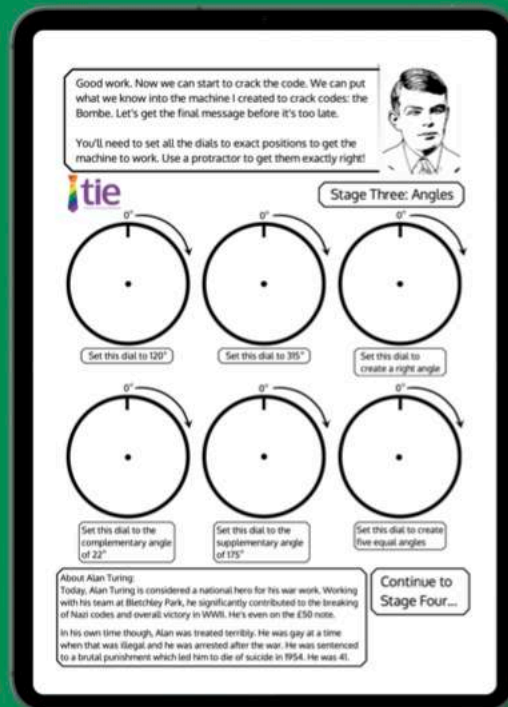 Good work. Now we can start to crack the code. We can put
what we know into the machine I created to crack codes: the
Bombe. Let's get the final message before it's too late.
You'll need to set all the dials to exact positions to get the
machine to work. Use a protractor to get them exactly right!
tie
Stage Three: Angles
0°
0°
0°
Set this dial to 120°
Set this dial to 315°
Set this dial to
create a right angle
0°
0°
0°
Set this dial to the
complementary angle
of 22°
Set this dial to the
supplementary angle
of 175°
Set this dial to create
five equal angles
About Alan Turing:
Today, Alan Turing is considered a national hero for his war work. Working
with his team at Bletchley Park, he significantly contributed to the breaking
of Nazi codes and overall victory in WWII. He's even on the £50 note.
In his own time though, Alan was treated terribly. He was gay at a time
when that was illegal and he was arrested after the war. He was sentenced
to a brutal punishment which led him to die of suicide in 1954. He was 41.
Continue to
Stage Four...